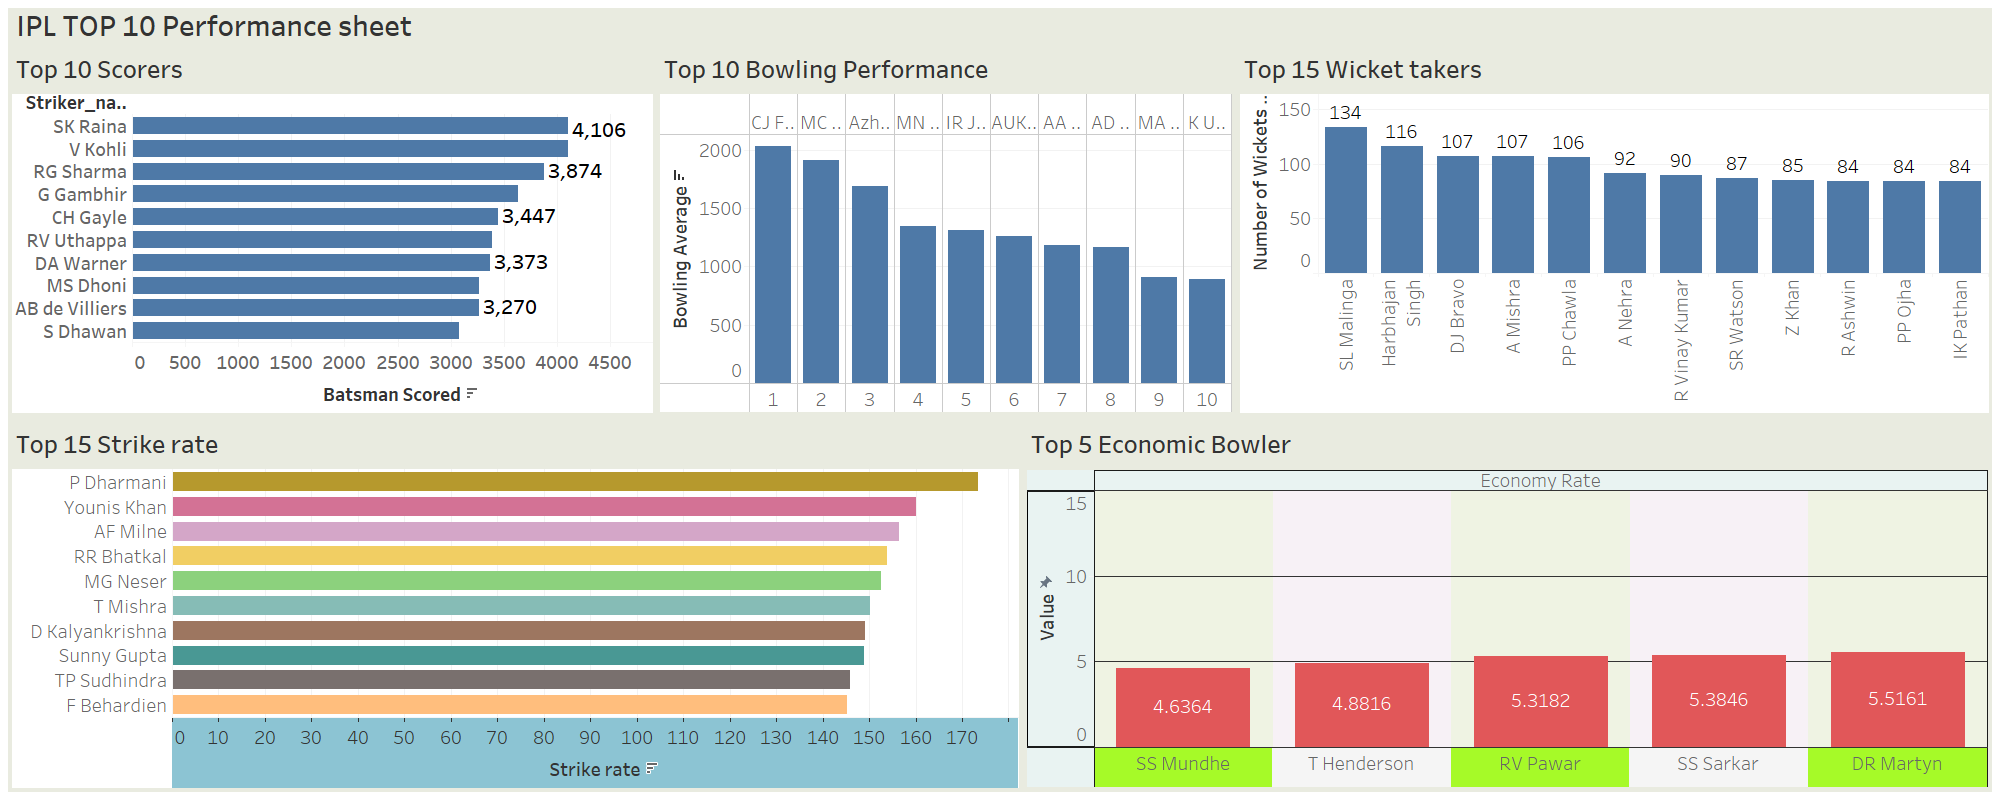 IPL TOP 10 Performance sheet
Top 10 Scorers
Striker_na..
SK Raina
4,106
V Kohli
RG Sharma
3,874
G Gambhir
CH Gayle
3,447
RV Uthappa
DA Warner
3,373
MS Dhoni
AB de Villiers
3,270
S Dhawan
0 500 1000 1500 2000 2500 3000 3500 4000 4500
Batsman Scored
Top 10 Bowling Performance
CJ F.. MC .. Azh.. MN .. IR J.. AUK.. AA .. AD .. MA .. K U..
Bowling Average
2000
1500
1000
500
0
1 2 3 4 5 6 7 8 9 10
Top 15 Wicket takers
Number of Wickets ..
150
100
50
0
134 116 107 107 106 92 90 87 85 84 84 84
SL Malinga
Harbhajan
Singh
DJ Bravo
A Mishra
PP Chawla
A Nehra
R Vinay Kumar
SR Watson
Z Khan
R Ashwin
PP Ojha
IK Pathan
Top 15 Strike rate
P Dharmani
Younis Khan
AF Milne
RR Bhatkal
MG Neser
T Mishra
D Kalyankrishna
Sunny Gupta
TP Sudhindra
F Behardien
0 10 20 30 40 50 60 70 80 90 100 110 120 130 140 150 160 170
Strike rate
Top 5 Economic Bowler
Economy Rate
Value
15
10
5
0
4.6364 4.8816 5.3182 5.3846 5.5161
SS Mundhe T Henderson RV Pawar SS Sarkar DR Martyn